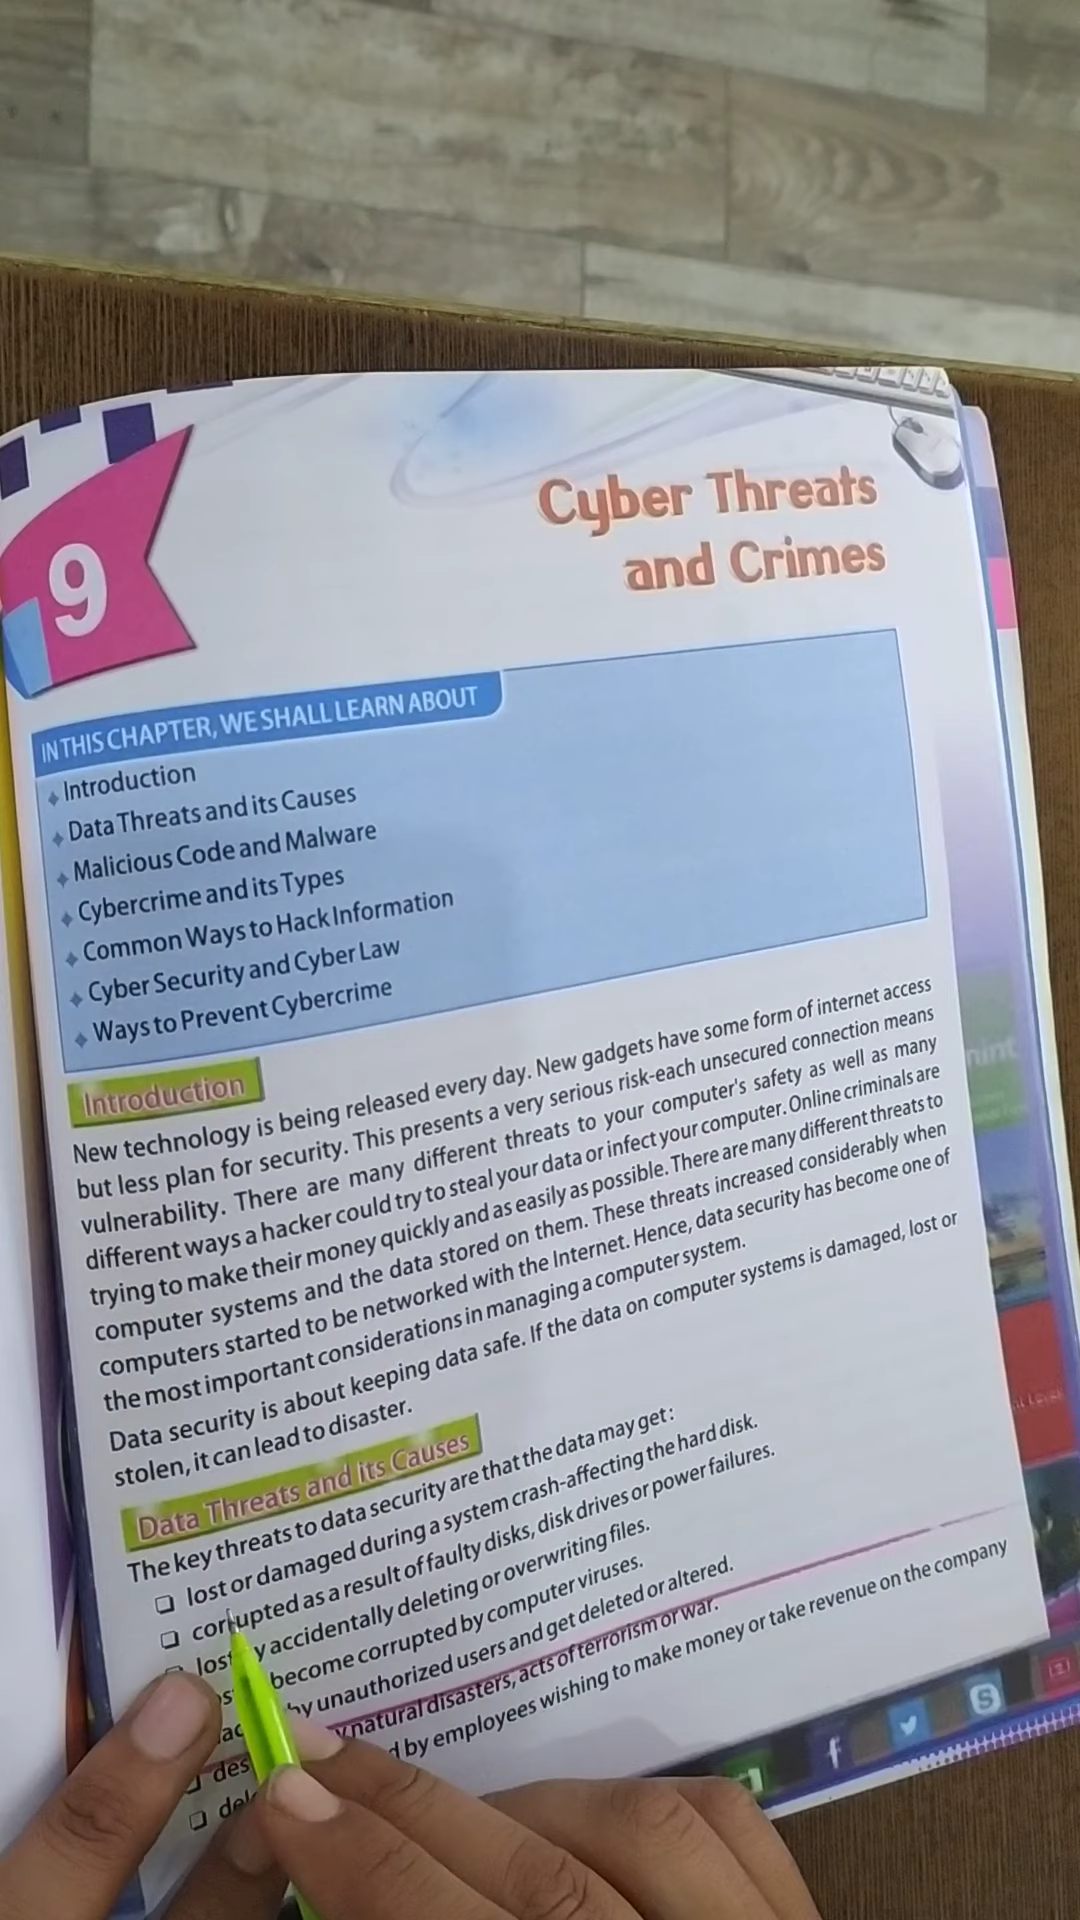 9
Cyber Threats
and Crimes
IN THIS CHAPTER, WE SHALL LEARN ABOUT
Introduction
Data Threats and its Causes
Malicious Code and Malware
Cybercrime and its Types
Common Ways to Hack Information
Cyber Security and Cyber Law
Ways to Prevent Cybercrime
Introduction
New technology is being released every day. New gadgets have some form of internet access
but less plan for security. This presents a very serious risk-each unsecured connection means
vulnerability. There are many different threats to your computer's safety as well as many
different ways a hacker could try to steal your data or infect your computer. Online criminals are
trying to make their money quickly and as easily as possible. There are many different threats to
computer systems and the data stored on them. These threats increased considerably when
computers started to be networked with the Internet. Hence, data security has become one of
the most important considerations in managing a computer system.
Data security is about keeping data safe. If the data on computer systems is damaged, lost or
stolen, it can lead to disaster.
Data Threats and its Causes
The key threats to data security are that the data may get:
lost or damaged during a system crash-affecting the hard disk.
corrupted as a result of faulty disks, disk drives or power failures.
lost accidentally deleting or overwriting files.
become corrupted by computer viruses.
by unauthorized users and get deleted or altered.
natural disasters, acts of terrorism or war.
by employees wishing to make money or take revenue on the company